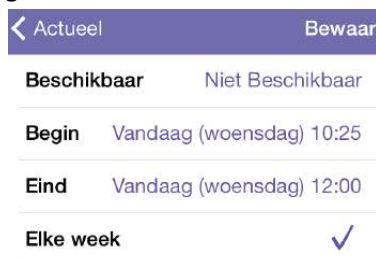 Actueel Bewaar
Beschikbaar Niet Beschikbaar
Begin Vandaag (woensdag) 10:25
Eind Vandaag (woensdag) 12:00
Elke week